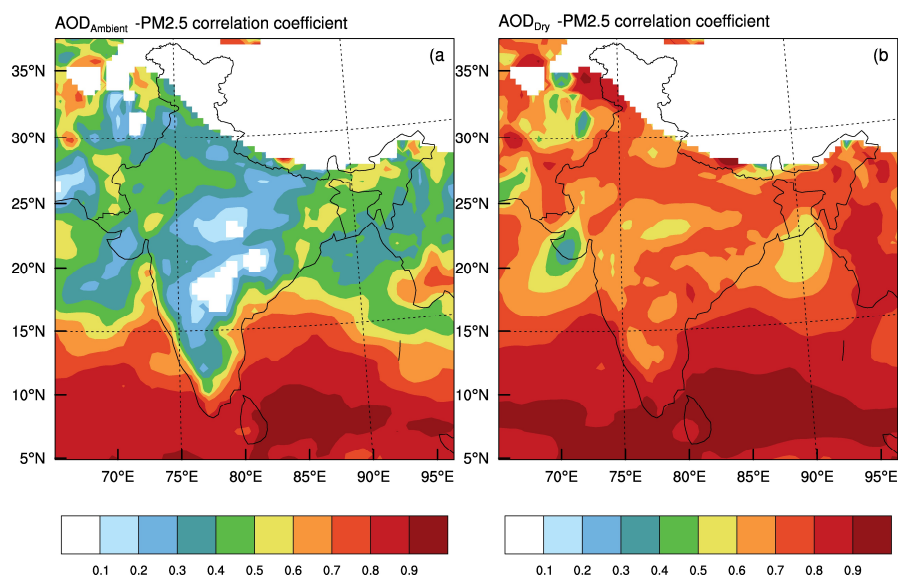 AODAmbient -PM2.5 correlation coefficient
(a
35°N
30°N
25°N
20°N
15°N
10°N
5°N
70°E 75°E 80°E 85°E 90°E 95°E
0.1 0.2 0.3 0.4 0.5 0.6 0.7 0.8 0.9
AODDry -PM2.5 correlation coefficient
(b
35°N
30°N
25°N
20°N
15°N
10°N
5°N
70°E 75°E 80°E 85°E 90°E 95°E
0.1 0.2 0.3 0.4 0.5 0.6 0.7 0.8 0.9